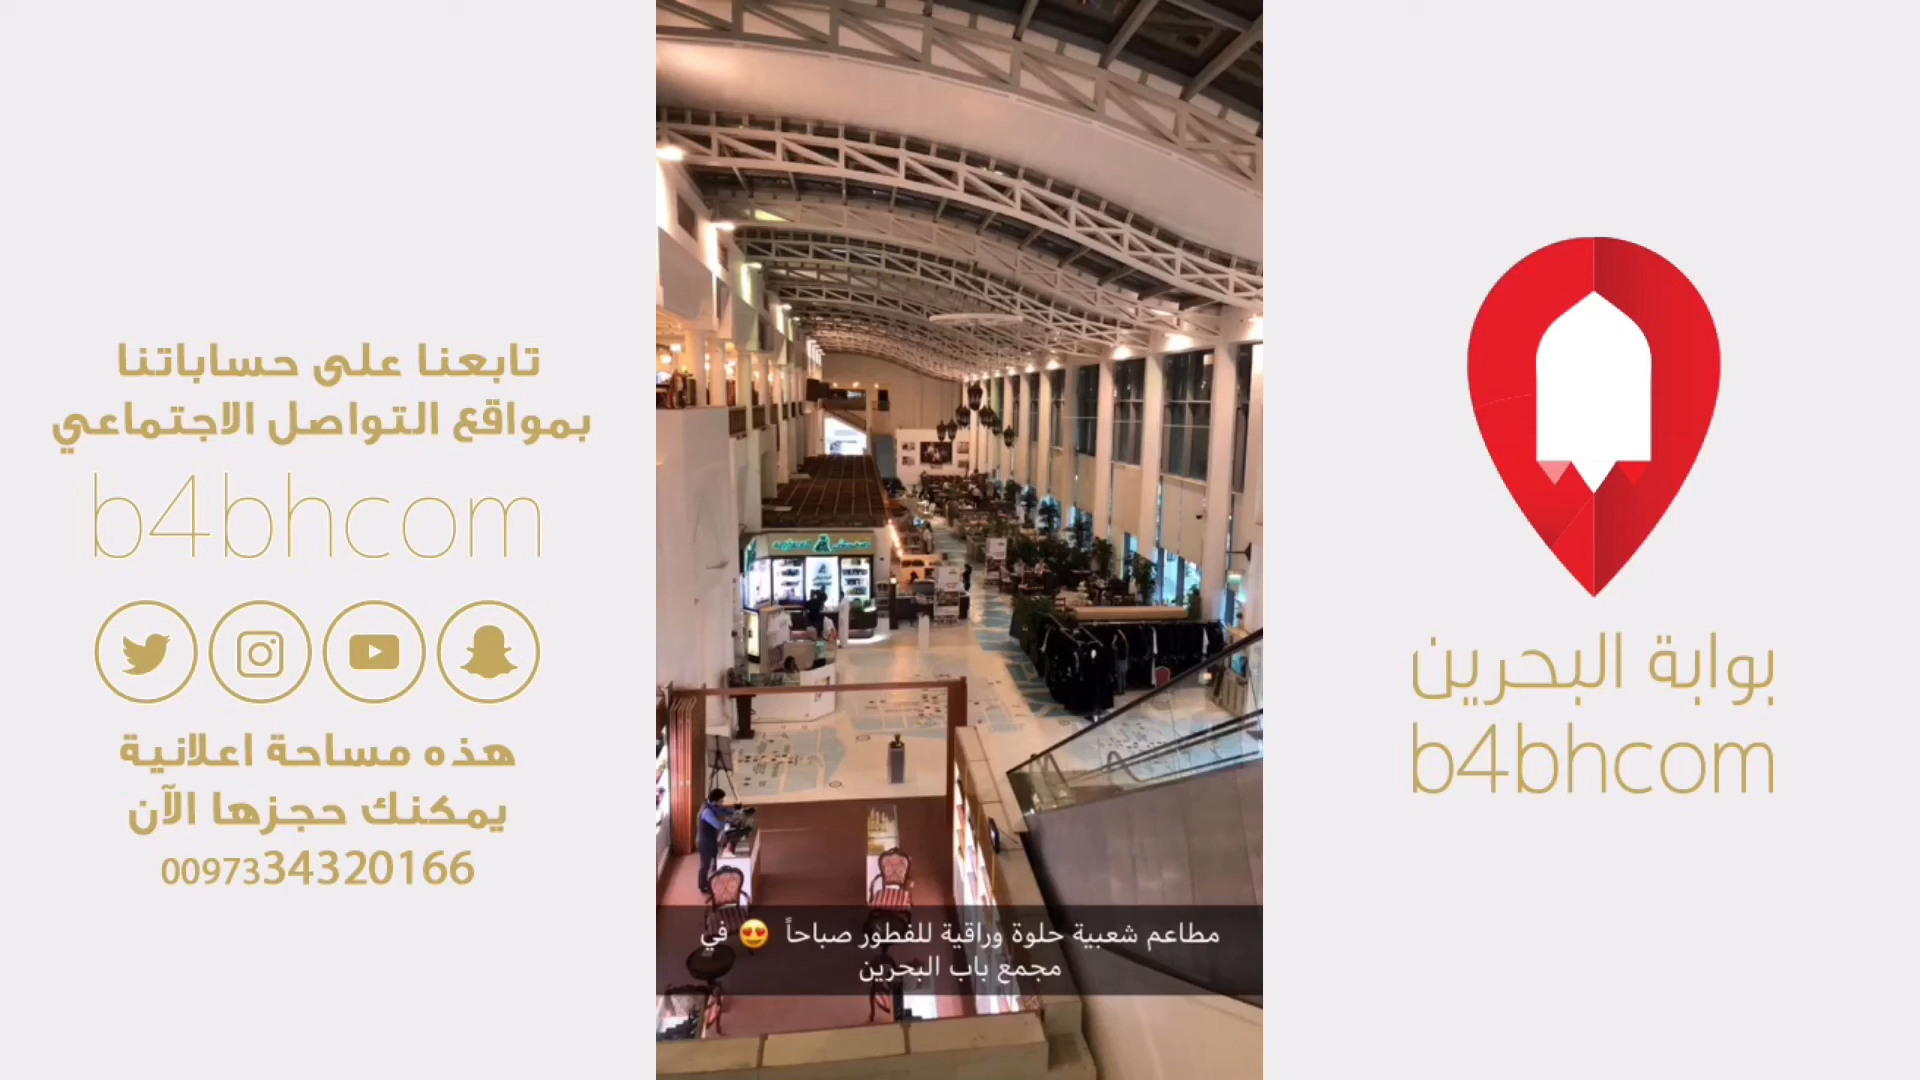 تابعنا على حساباتنا
بمواقع التواصل الاجتماعي
b4bhcom
هذه مساحة اعلانية
يمكنك حجزها الآن
0097334320166
مطاعم شعبية حلوة وراقية للفطور صباحاً 😍 في
مجمع باب البحرين
بوابة البحرين
b4bhcom